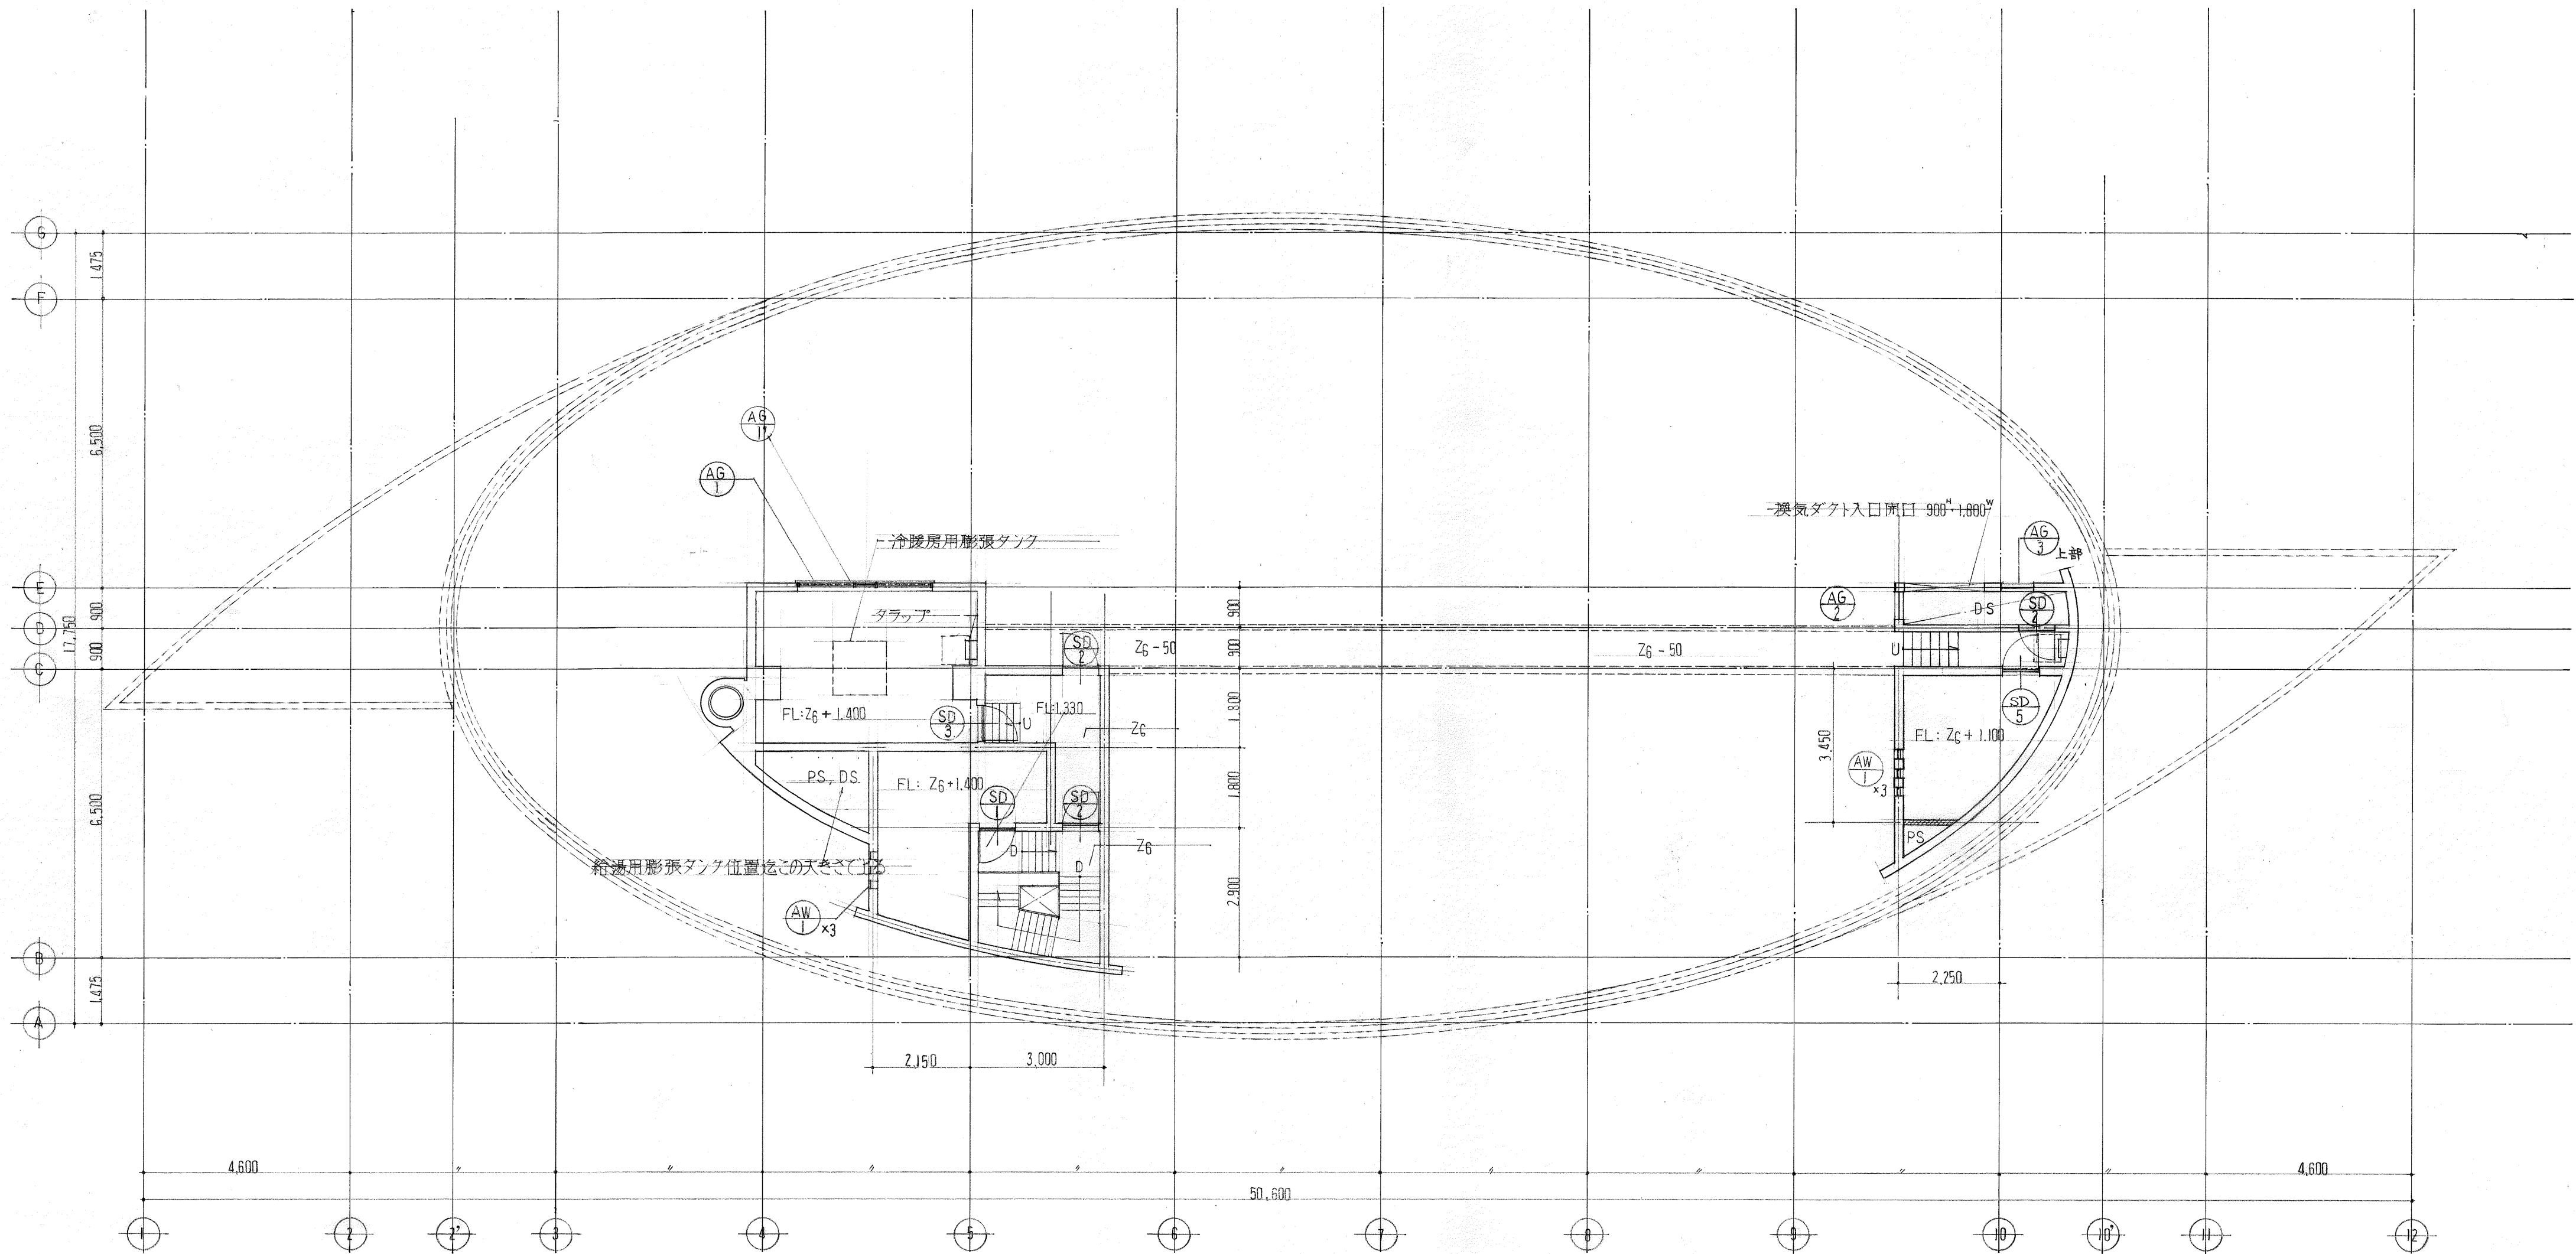 G
1,475
F
AG
1
6,500
AG
1
換気ダクト入口開口 900ᴴ・1,800ᵂ
冷暖房用膨張タンク
AG
3
上部
E
900
900
AG
2
DS
SD
2
タラップ
D
17,750
900
SD
2
Z6-50
900
Z6-50
U
C
FL:Z6+1,400
SD
3
U
FL:1,330
Z6
1,800
SD
5
FL: Z6+1,100
3,450
AW
1
×3
PS, DS.
FL: Z6+1,400
SD
1
SD
2
1,800
6,500
PS
D
D
Z6
給湯用膨張タンク位置迄この大きさで上る
AW
1
×3
2,900
B
1,475
2,250
A
2,150
3,000
4,600
〃
〃
〃
〃
〃
〃
〃
〃
〃
4,600
50,600
1
2
2'
3
4
5
6
7
8
9
10
10'
11
12